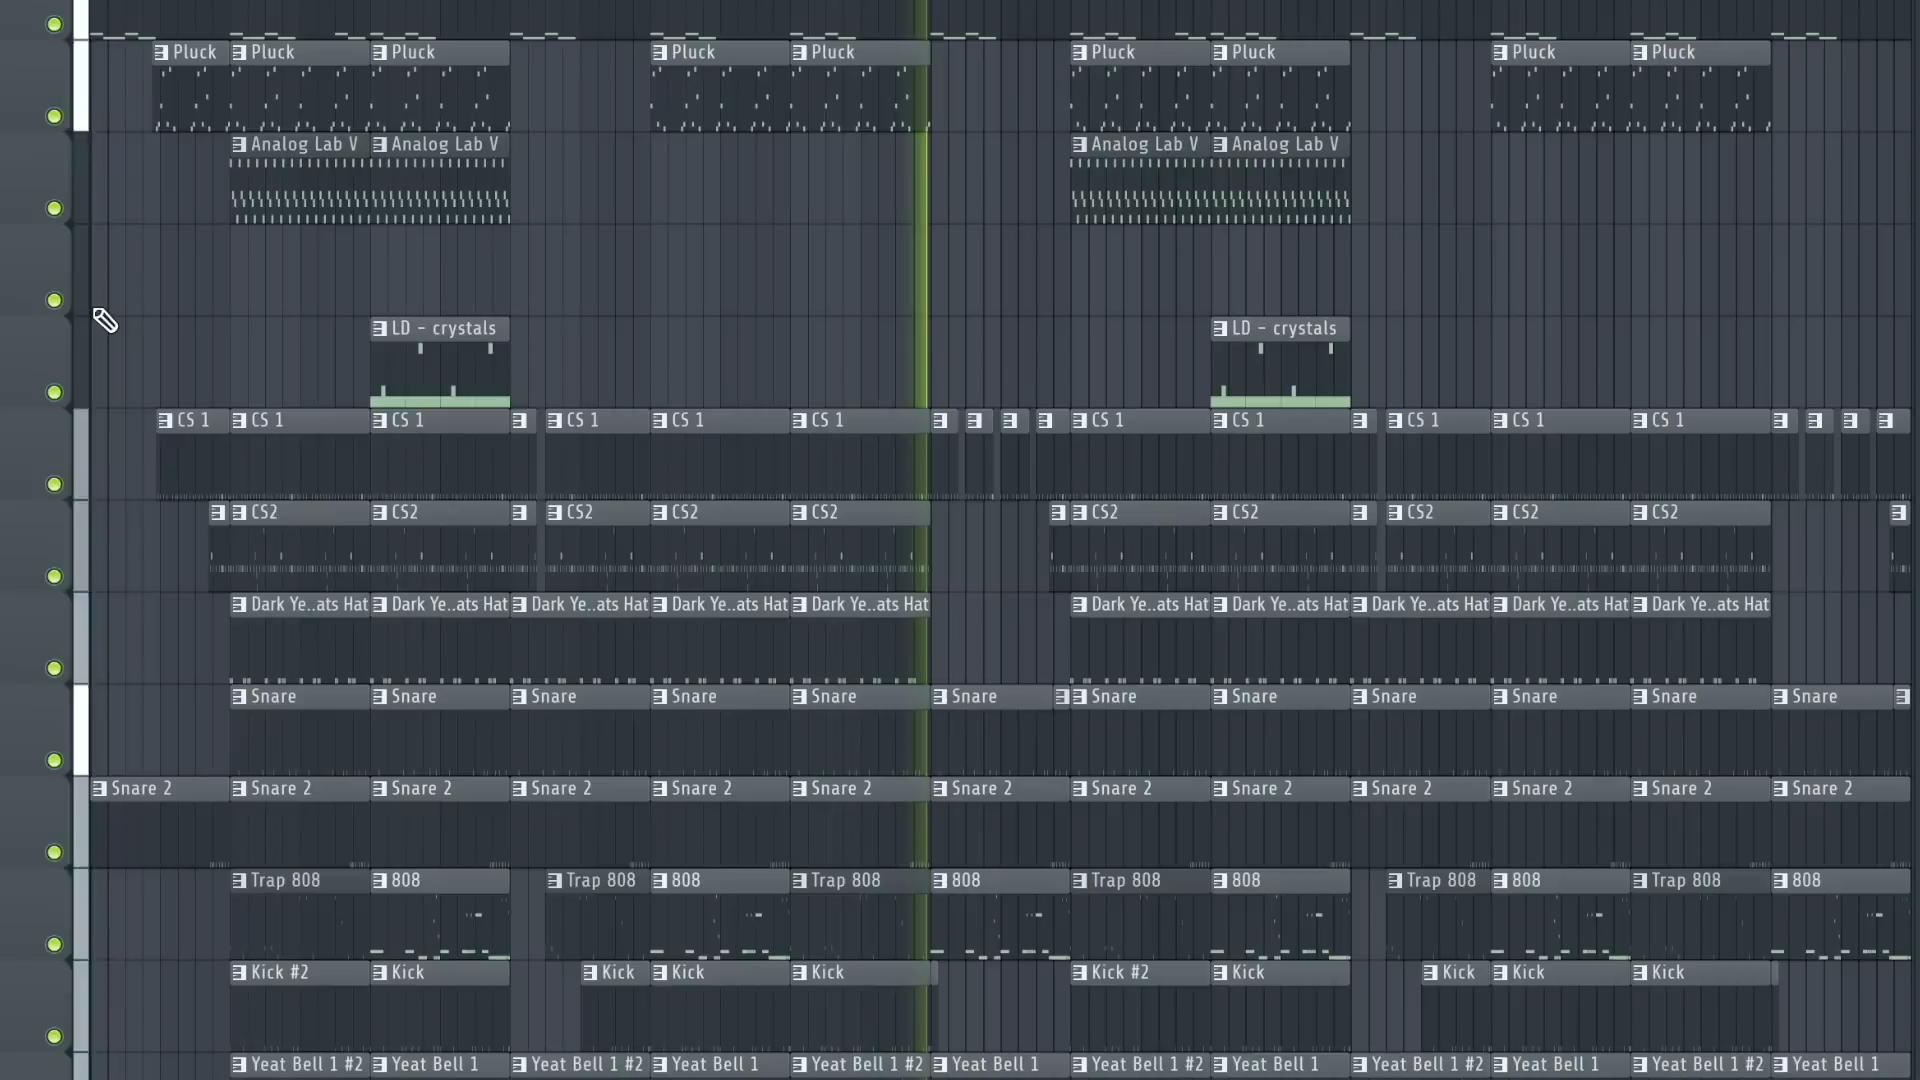 Pluck Pluck Pluck Pluck Pluck Pluck Pluck Pluck Pluck
Analog Lab V Analog Lab V Analog Lab V Analog Lab V
LD - crystals LD - crystals
CS 1 CS 1 CS 1 CS 1 CS 1 CS 1 CS 1 CS 1 CS 1 CS 1 CS 1
CS2 CS2 CS2 CS2 CS2 CS2 CS2 CS2 CS2 CS2
Dark Ye..ats Hat Dark Ye..ats Hat Dark Ye..ats Hat Dark Ye..ats Hat Dark Ye..ats Hat Dark Ye..ats Hat Dark Ye..ats Hat Dark Ye..ats Hat Dark Ye..ats Hat Dark Ye..ats Hat
Snare Snare Snare Snare Snare Snare Snare Snare Snare Snare Snare Snare
Snare 2 Snare 2 Snare 2 Snare 2 Snare 2 Snare 2 Snare 2 Snare 2 Snare 2 Snare 2 Snare 2 Snare 2 Snare 2
Trap 808 808 Trap 808 808 Trap 808 808 Trap 808 808 Trap 808 808 Trap 808 808
Kick #2 Kick Kick Kick Kick Kick #2 Kick Kick Kick Kick
Yeat Bell 1 #2 Yeat Bell 1 Yeat Bell 1 #2 Yeat Bell 1 Yeat Bell 1 #2 Yeat Bell 1 Yeat Bell 1 #2 Yeat Bell 1 Yeat Bell 1 #2 Yeat Bell 1 Yeat Bell 1 #2 Yeat Bell 1